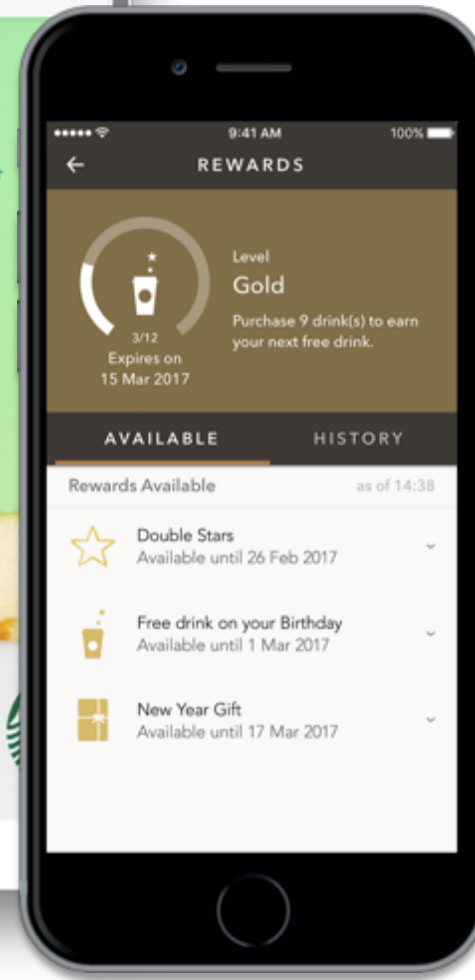 9:41 AM
100%
REWARDS
Level
Gold
Purchase 9 drink(s) to earn
your next free drink.
3/12
Expires on
15 Mar 2017
AVAILABLE
HISTORY
Rewards Available
as of 14:38
Double Stars
Available until 26 Feb 2017
Free drink on your Birthday
Available until 1 Mar 2017
New Year Gift
Available until 17 Mar 2017